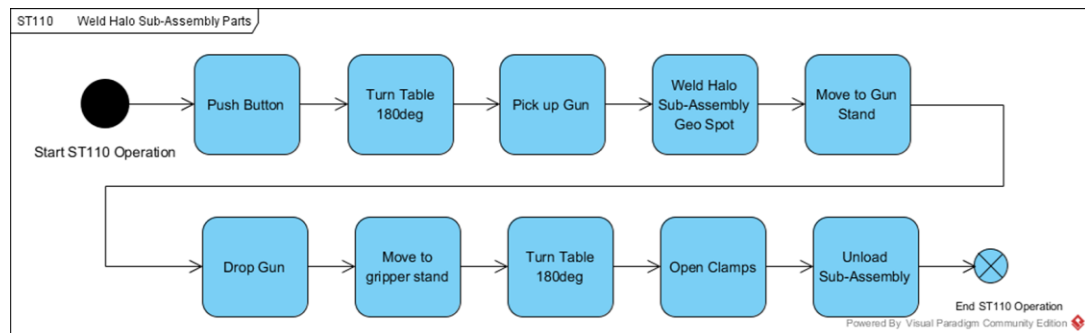 ST110 Weld Halo Sub-Assembly Parts
Push Button
Turn Table
180deg
Pick up Gun
Weld Halo
Sub-Assembly
Geo Spot
Move to Gun
Stand
Start ST110 Operation
Drop Gun
Move to
gripper stand
Turn Table
180deg
Open Clamps
Unload
Sub-Assembly
End ST110 Operation
Powered By Visual Paradigm Community Edition